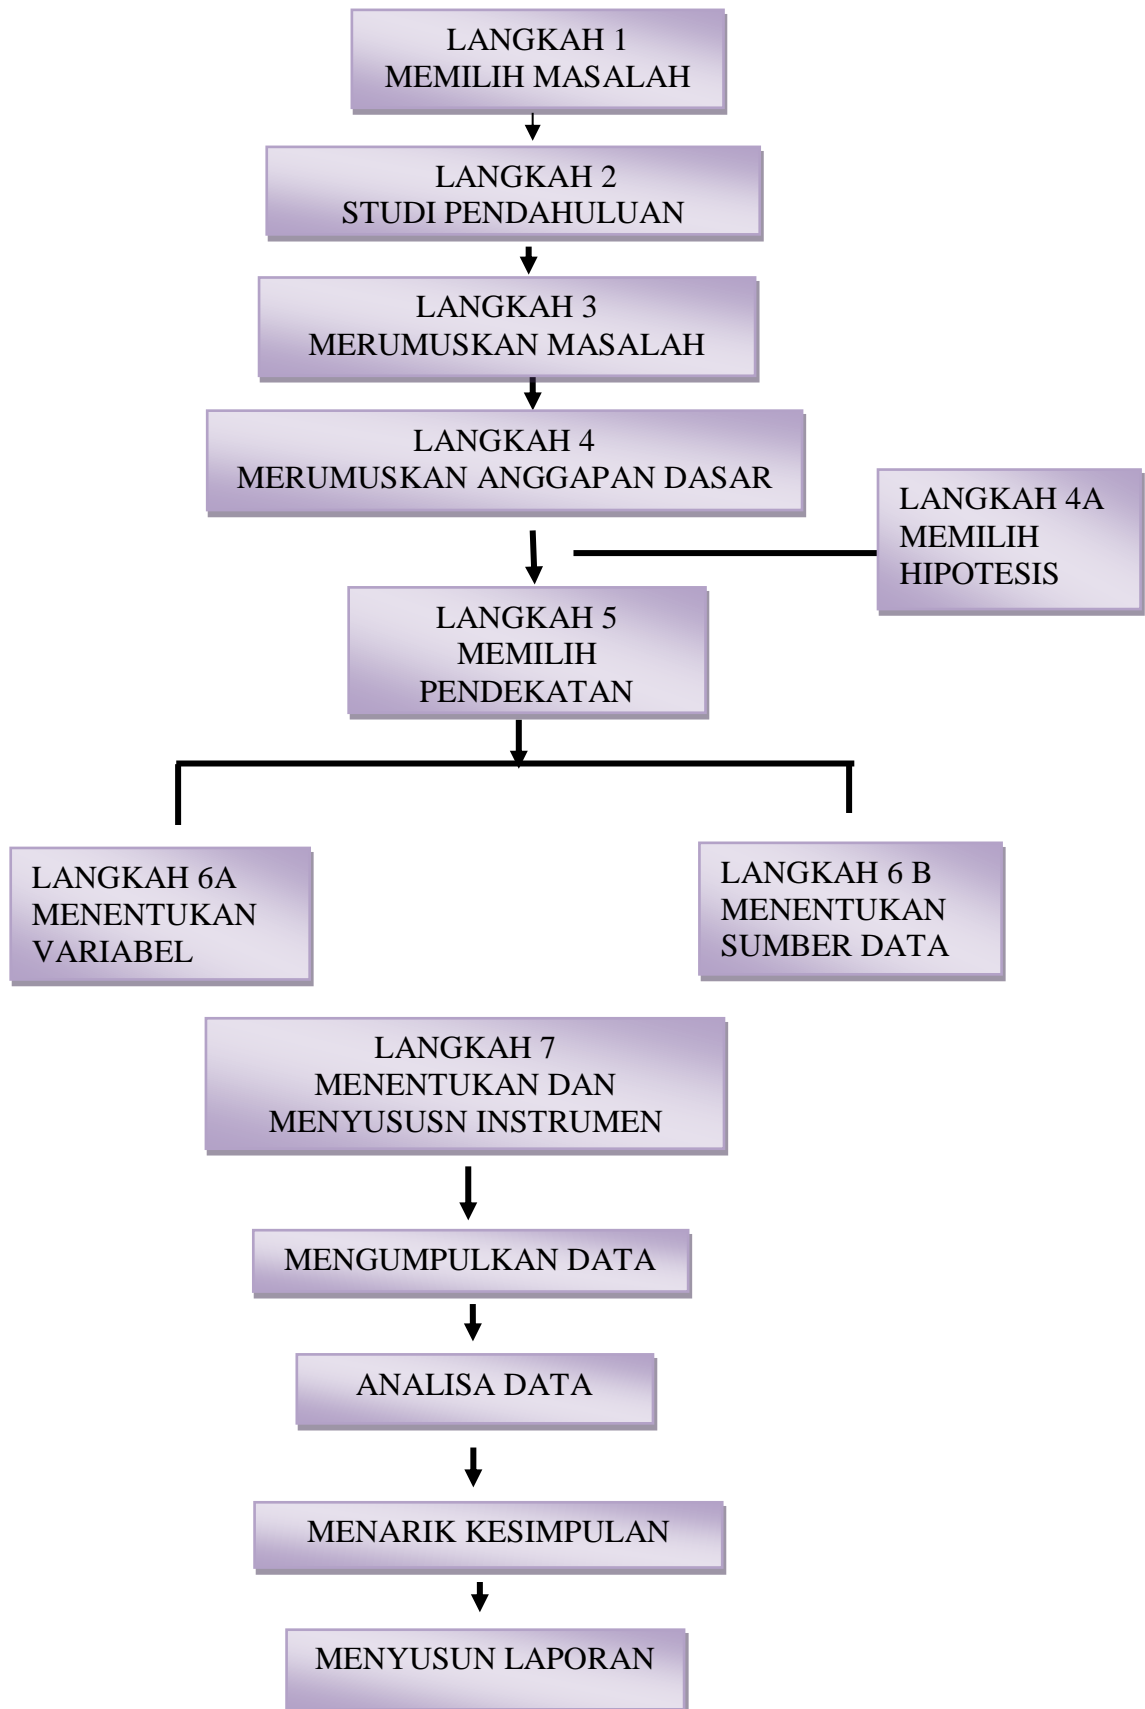 LANGKAH 1
MEMILIH MASALAH
LANGKAH 2
STUDI PENDAHULUAN
LANGKAH 3
MERUMUSKAN MASALAH
LANGKAH 4
MERUMUSKAN ANGGAPAN DASAR
LANGKAH 4A
MEMILIH
HIPOTESIS
LANGKAH 5
MEMILIH
PENDEKATAN
LANGKAH 6A
MENENTUKAN
VARIABEL
LANGKAH 6 B
MENENTUKAN
SUMBER DATA
LANGKAH 7
MENENTUKAN DAN
MENYUSUSN INSTRUMEN
MENGUMPULKAN DATA
ANALISA DATA
MENARIK KESIMPULAN
MENYUSUN LAPORAN